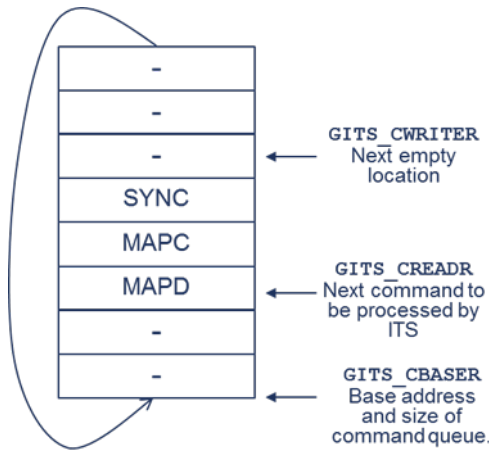 -
-
-
GITS_CWRITER
Next empty
location
SYNC
MAPC
MAPD
GITS_CREADR
Next command to
be processed by
ITS
-
-
GITS_CBASER
Base address
and size of
command queue.